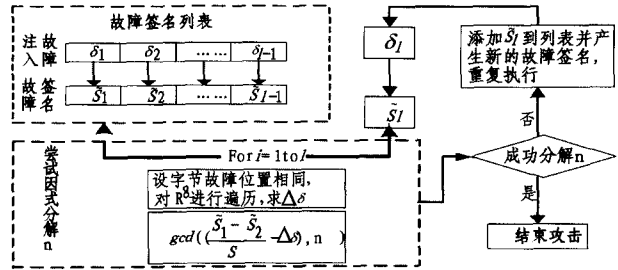 故障签名列表
注入故障
δ1 δ2 …… δl-1
故障签名
S̃1 S̃2 …… S̃l-1
δl
S̃l
添加S̃l到列表并产
生新的故障签名,
重复执行
否
For i=1 to l
尝试因式分解n
设字节故障位置相同,
对R⁸进行遍历,求Δδ
gcd((S̃1-S̃2/S-Δδ),n)
成功分解n
是
结束攻击